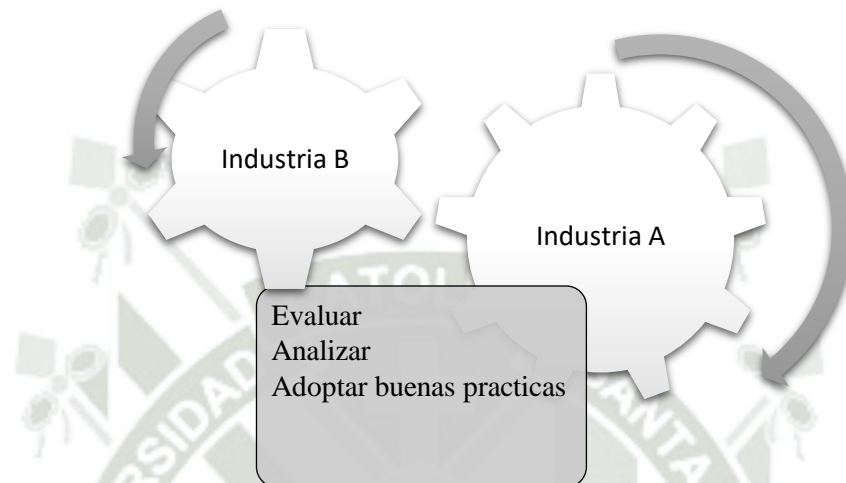 Industria B
Industria A
Evaluar
Analizar
Adoptar buenas practicas